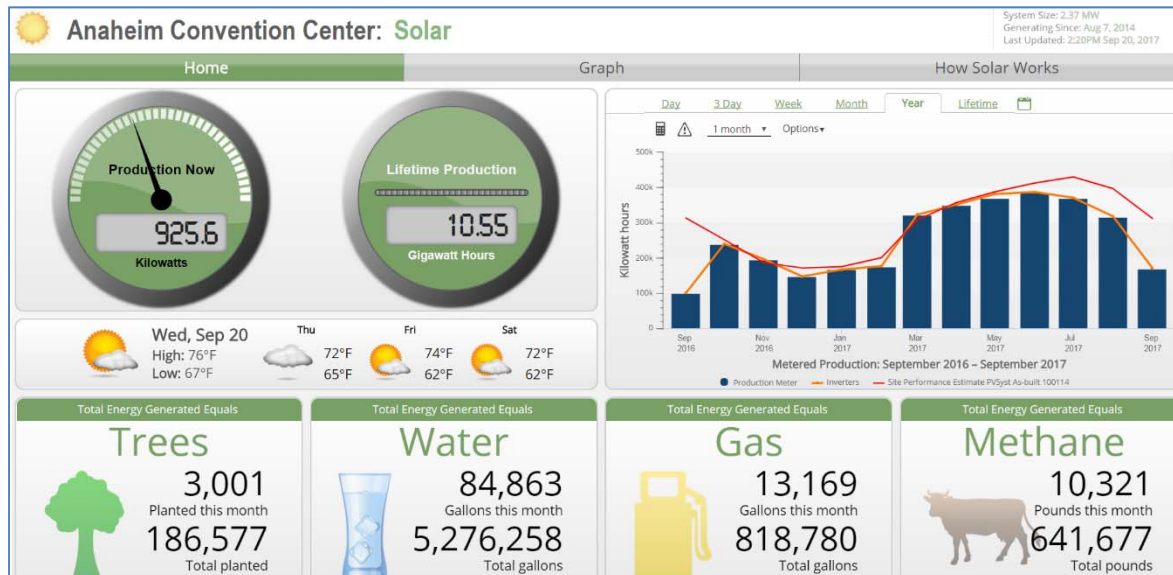 Anaheim Convention Center: Solar
System Size: 2.37 MW
Generating Since: Aug 7, 2014
Last Updated: 2:20PM Sep 20, 2017
Home
Graph
How Solar Works
Production Now
925.6
Kilowatts
Lifetime Production
10.55
Gigawatt Hours
Day 3 Day Week Month Year Lifetime
1 month Options
Kilowatt hours
500k
400k
300k
200k
100k
0
Sep 2016
Nov 2016
Jan 2017
Mar 2017
May 2017
Jul 2017
Sep 2017
Metered Production: September 2016 – September 2017
Production Meter Inverters Site Performance Estimate PVSyst As-built 100114
Wed, Sep 20
High: 76°F
Low: 67°F
Thu
72°F
65°F
Fri
74°F
62°F
Sat
72°F
62°F
Total Energy Generated Equals
Trees
3,001
Planted this month
186,577
Total planted
Total Energy Generated Equals
Water
84,863
Gallons this month
5,276,258
Total gallons
Total Energy Generated Equals
Gas
13,169
Gallons this month
818,780
Total gallons
Total Energy Generated Equals
Methane
10,321
Pounds this month
641,677
Total pounds